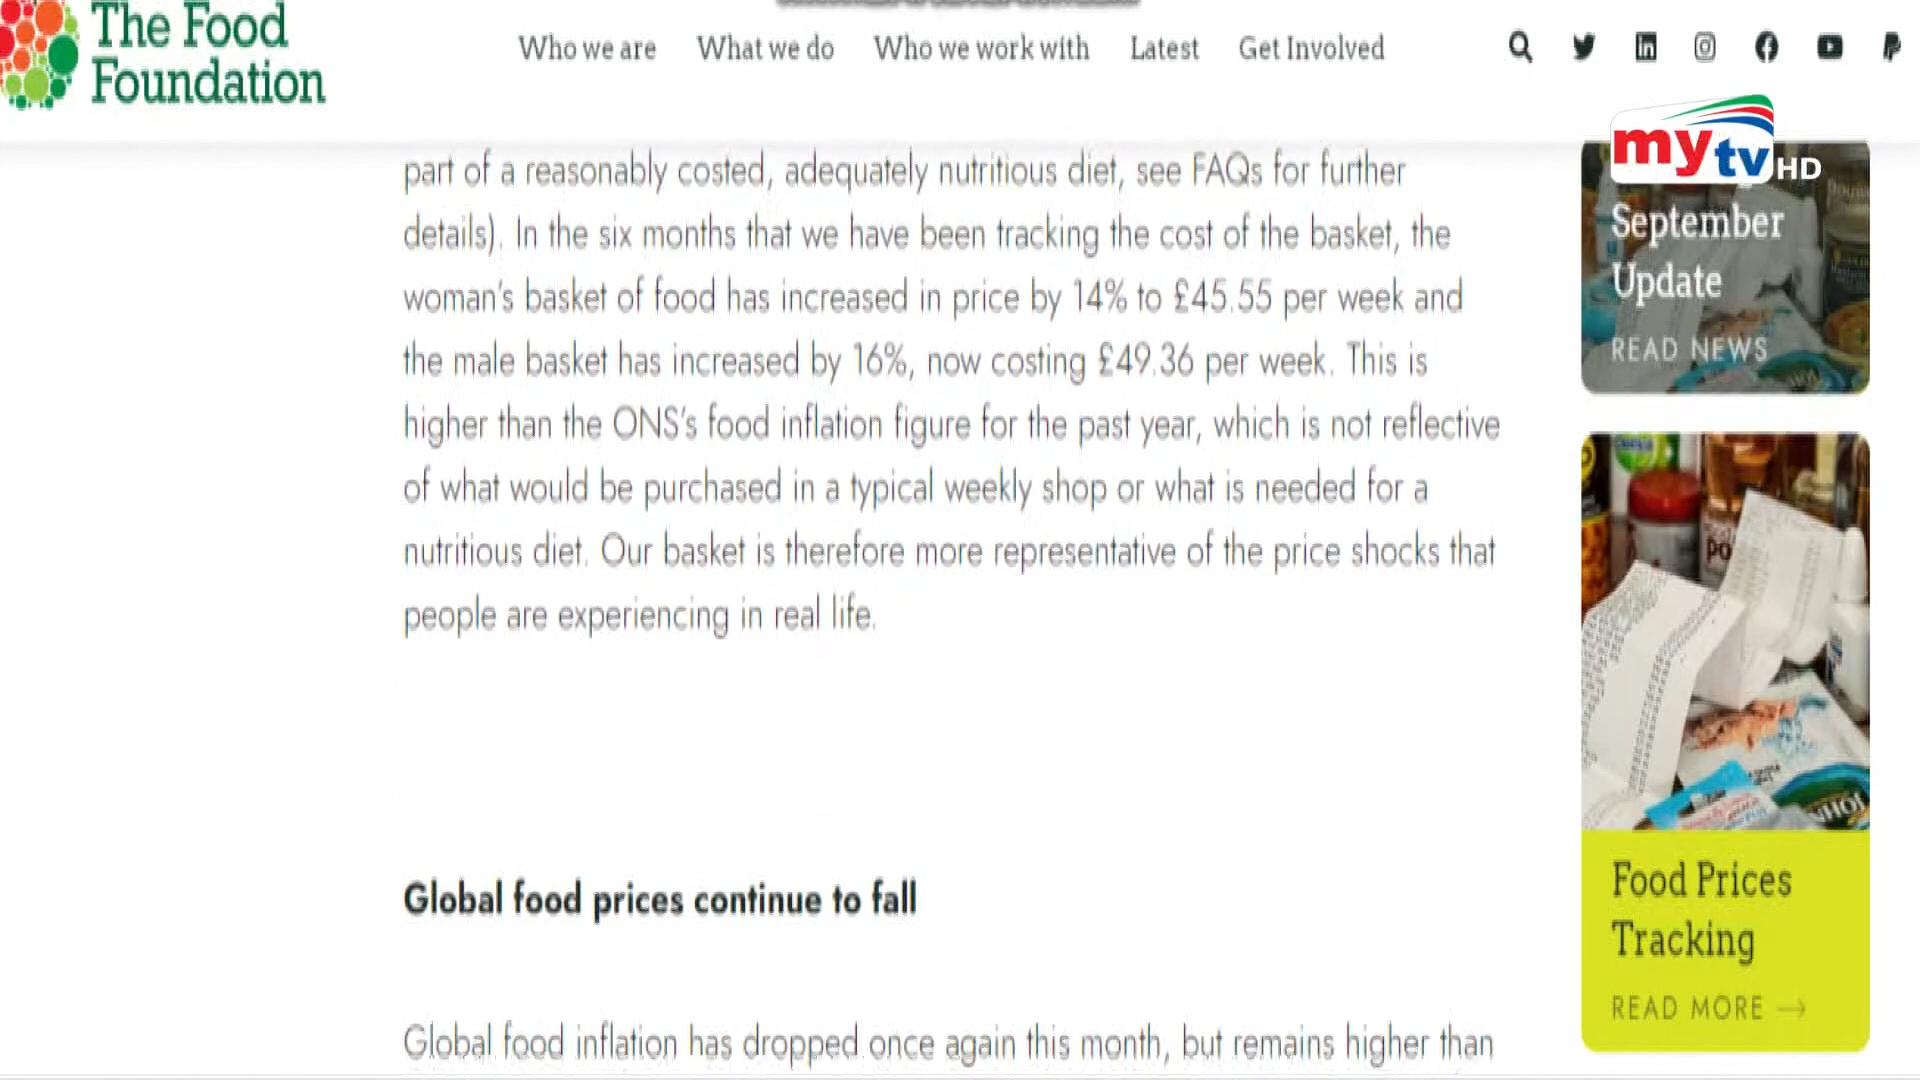 The Food
Foundation
Who we are
What we do
Who we work with
Latest
Get Involved
mytv HD
part of a reasonably costed, adequately nutritious diet, see FAQs for further
details). In the six months that we have been tracking the cost of the basket, the
woman's basket of food has increased in price by 14% to £45.55 per week and
the male basket has increased by 16%, now costing £49.36 per week. This is
higher than the ONS's food inflation figure for the past year, which is not reflective
of what would be purchased in a typical weekly shop or what is needed for a
nutritious diet. Our basket is therefore more representative of the price shocks that
people are experiencing in real life.
Global food prices continue to fall
Global food inflation has dropped once again this month, but remains higher than
September
Update
READ NEWS
Food Prices
Tracking
READ MORE →